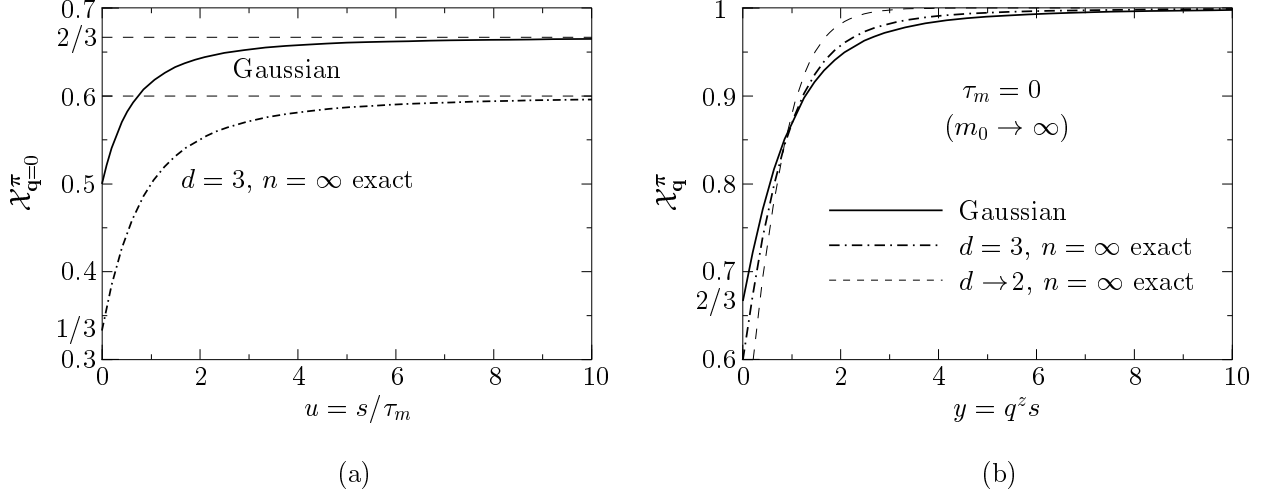 0.7
2/3
0.6
0.5
0.4
1/3
0.3
𝒳^π_{q=0}
Gaussian
d = 3, n = ∞ exact
0 2 4 6 8 10
u = s/τ_m
(a)
1
0.9
0.8
0.7
2/3
0.6
𝒳^π_q
τ_m = 0
(m_0 → ∞)
Gaussian
d = 3, n = ∞ exact
d → 2, n = ∞ exact
0 2 4 6 8 10
y = q^z s
(b)